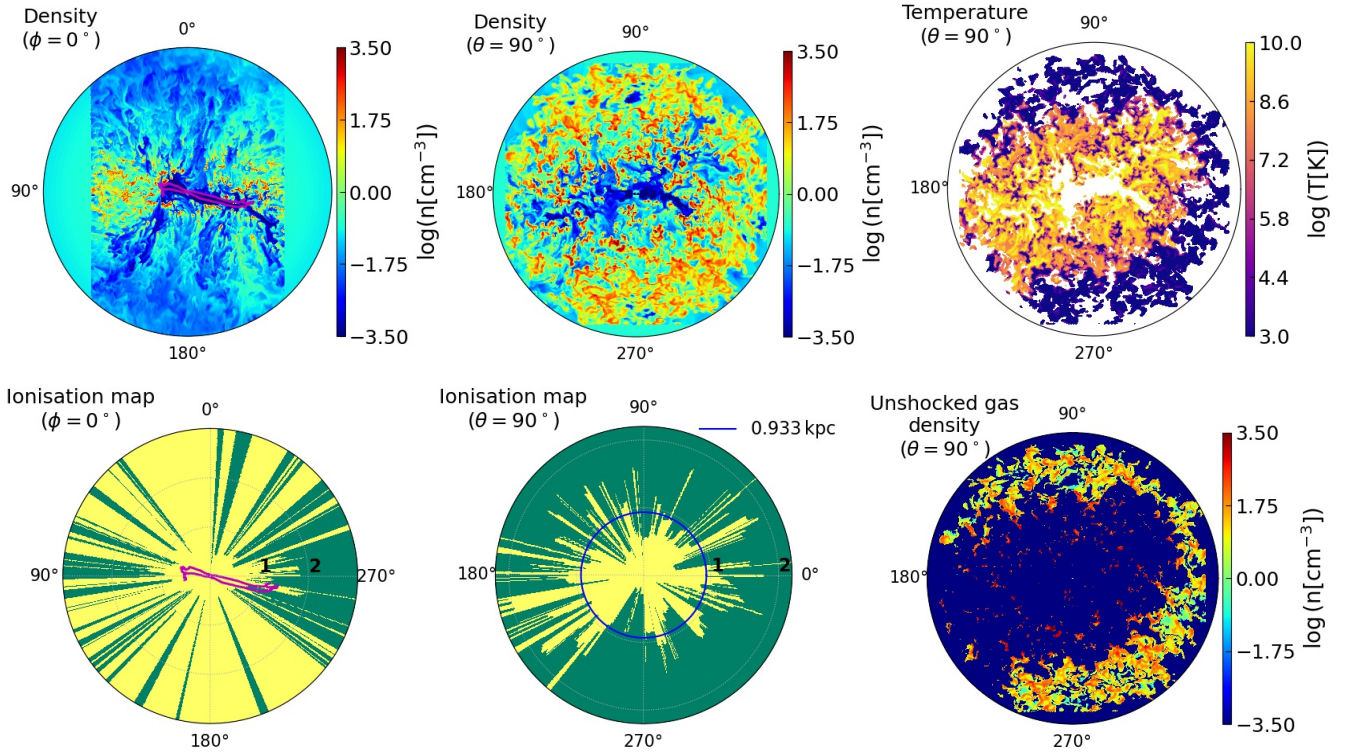 Density
(ϕ = 0°)
0°
90°
180°
3.50
1.75
0.00
−1.75
−3.50
log(n[cm⁻³])
Density
(θ = 90°)
90°
180°
270°
3.50
1.75
0.00
−1.75
−3.50
log(n[cm⁻³])
Temperature
(θ = 90°)
90°
180°
270°
10.0
8.6
7.2
5.8
4.4
3.0
log(T[K])
Ionisation map
(ϕ = 0°)
0°
90°
1
2
270°
180°
Ionisation map
(θ = 90°)
90°
0.933 kpc
180°
1
2
0°
270°
Unshocked gas
density
(θ = 90°)
90°
180°
270°
3.50
1.75
0.00
−1.75
−3.50
log(n[cm⁻³])